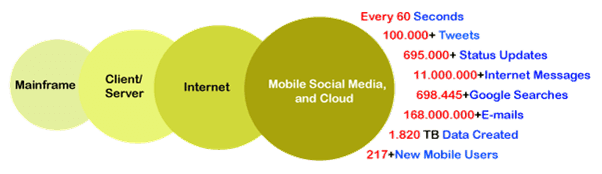 Mainframe
Client/
Server
Internet
Mobile Social Media,
and Cloud
Every 60 Seconds
100.000+ Tweets
695.000+ Status Updates
11.000.000+Internet Messages
698.445+Google Searches
168.000.000+E-mails
1.820 TB Data Created
217+New Mobile Users